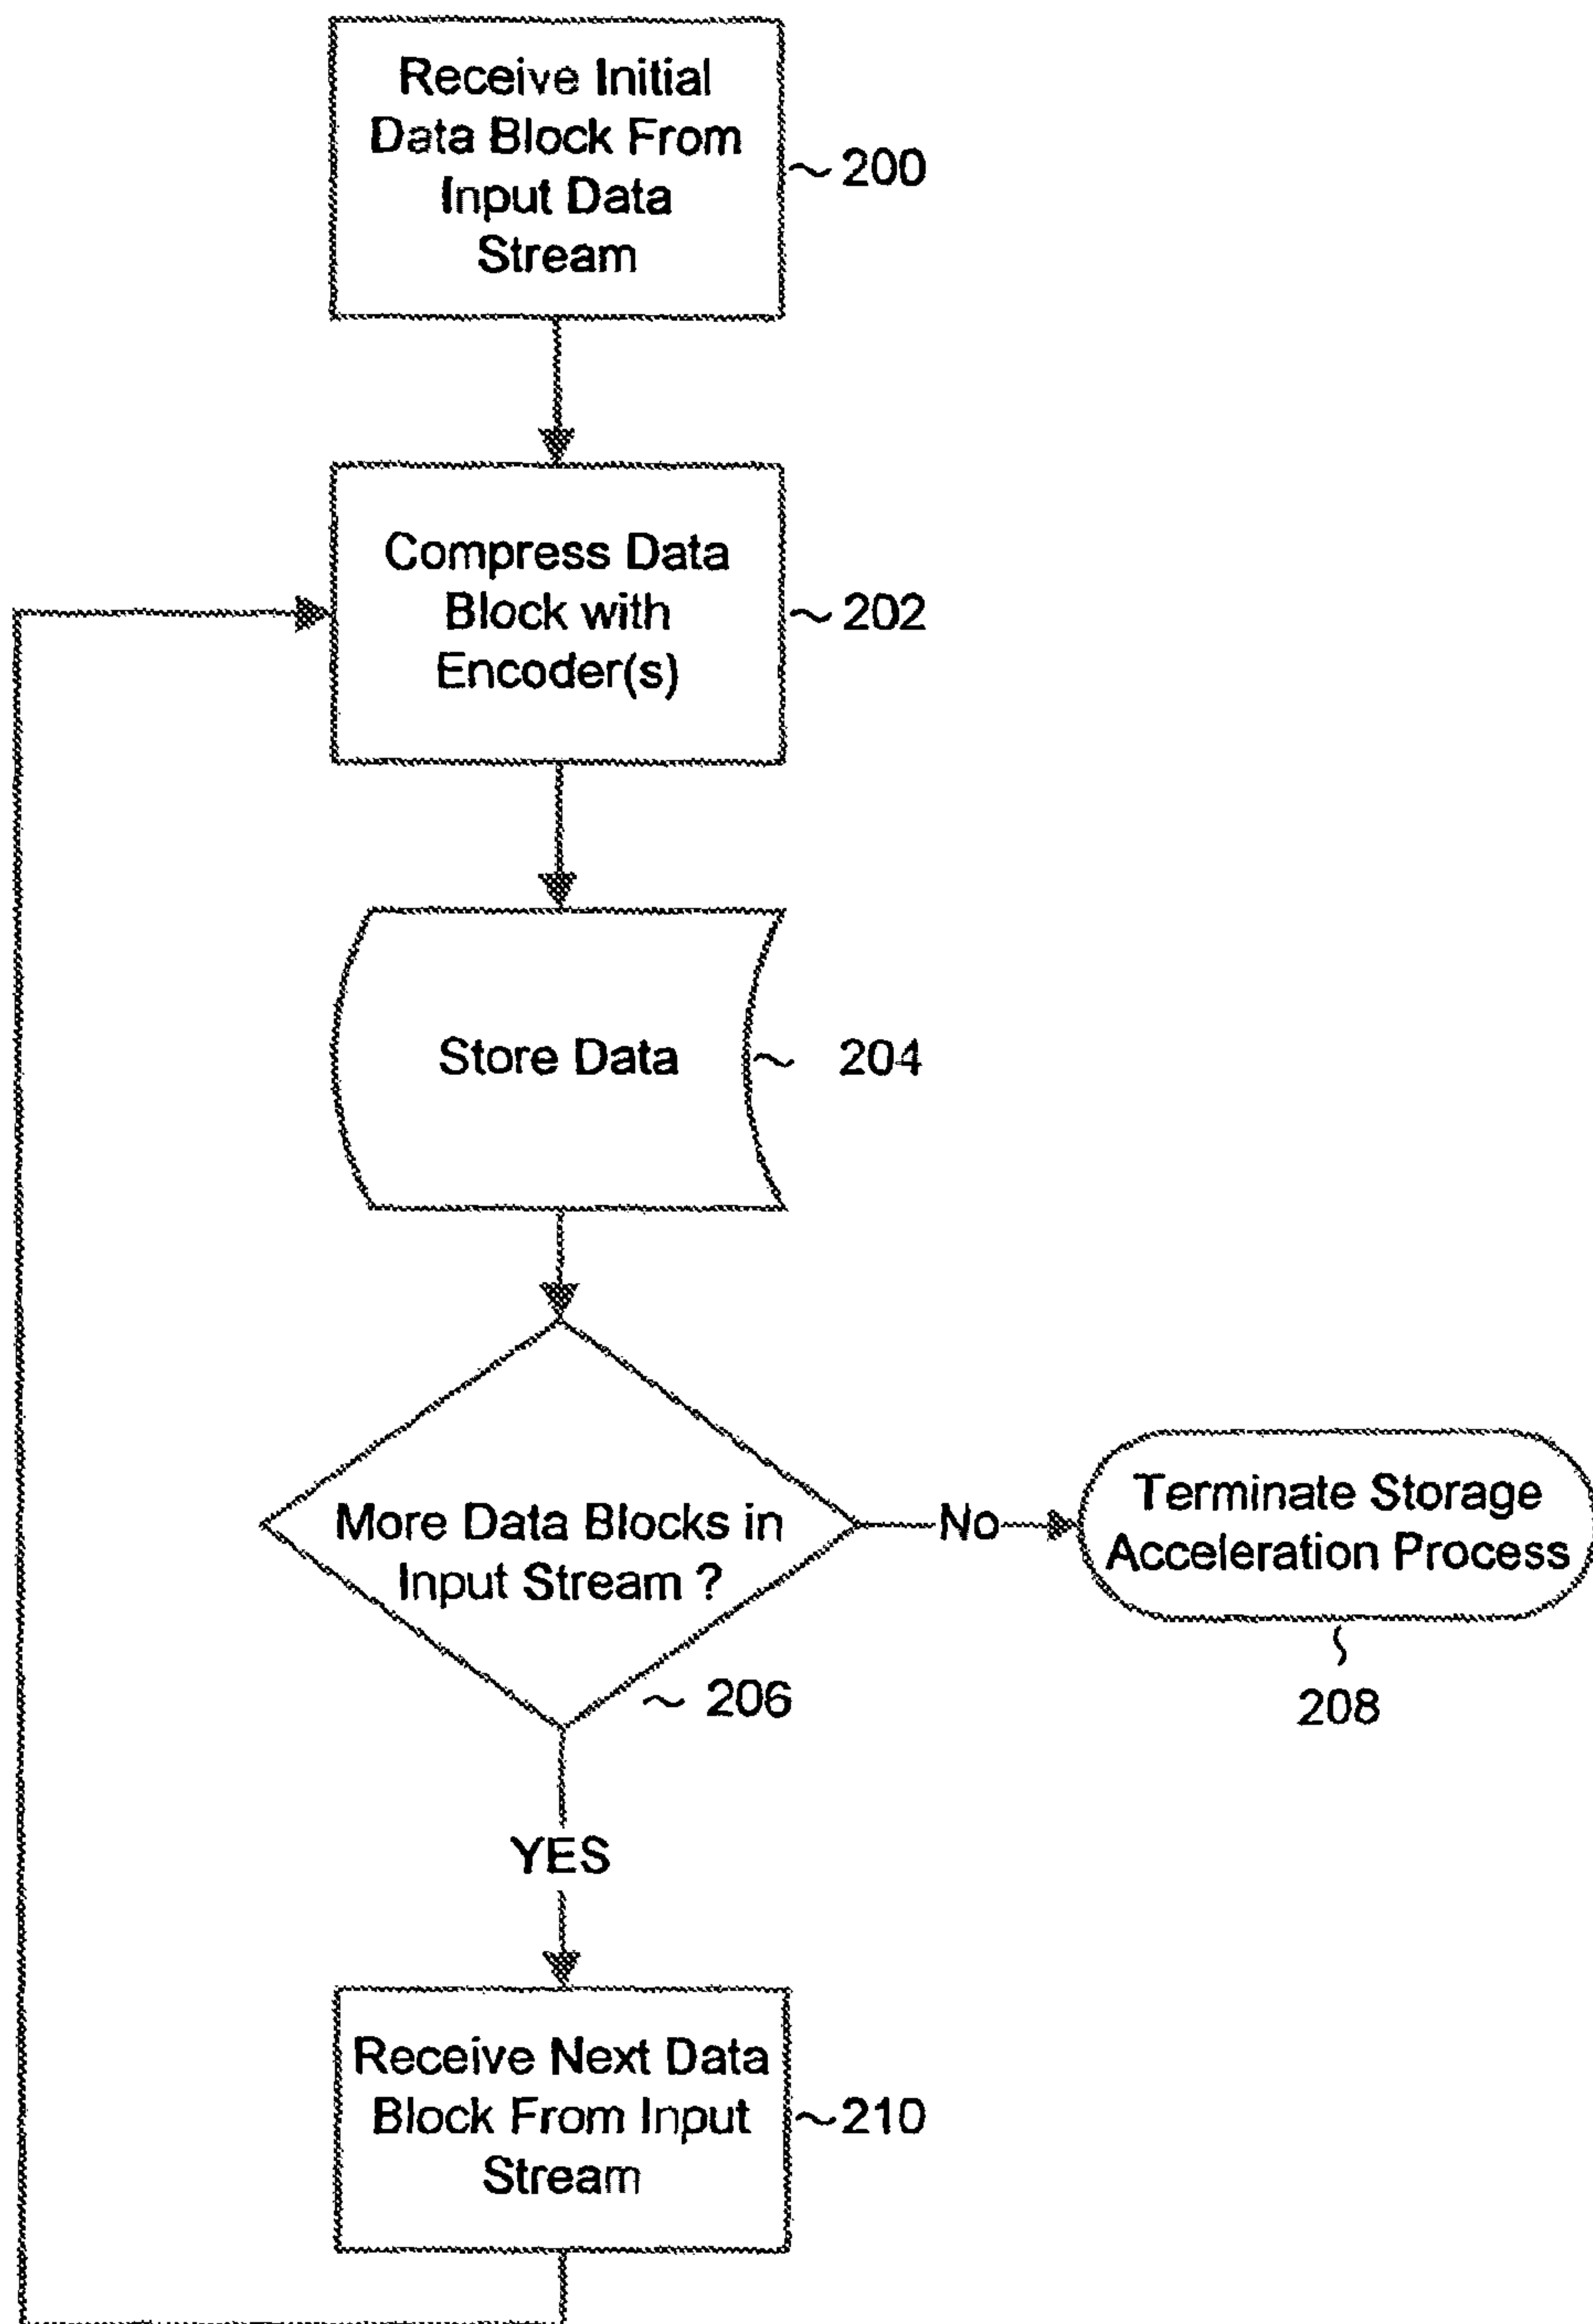 Receive Initial
Data Block From
Input Data
Stream
200
Compress Data
Block with
Encoder(s)
202
Store Data
204
More Data Blocks in
Input Stream ?
206
No
Terminate Storage
Acceleration Process
208
YES
Receive Next Data
Block From Input
Stream
210